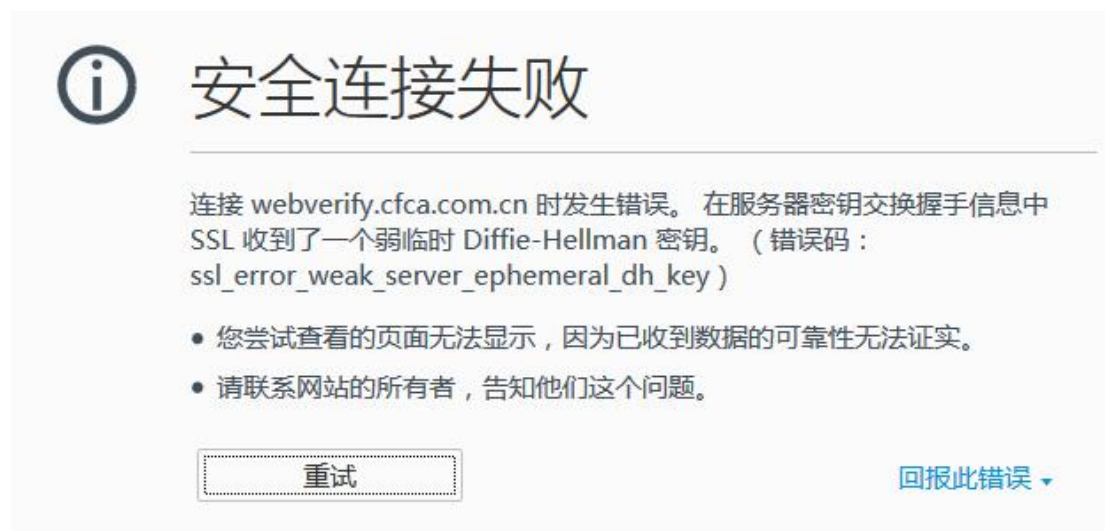 安全连接失败
连接 webverify.cfca.com.cn 时发生错误。 在服务器密钥交换握手信息中
SSL 收到了一个弱临时 Diffie-Hellman 密钥。 （错误码：
ssl_error_weak_server_ephemeral_dh_key）
• 您尝试查看的页面无法显示，因为已收到数据的可靠性无法证实。
• 请联系网站的所有者，告知他们这个问题。
重试
回报此错误